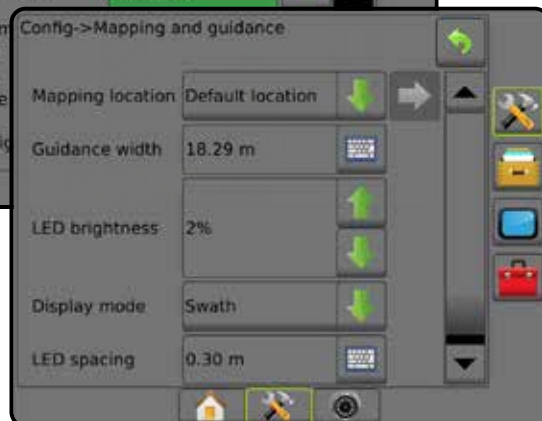 Config->Mapping and guidance
Mapping location Default location
Guidance width 18.29 m
LED brightness 2%
Display mode Swath
LED spacing 0.30 m